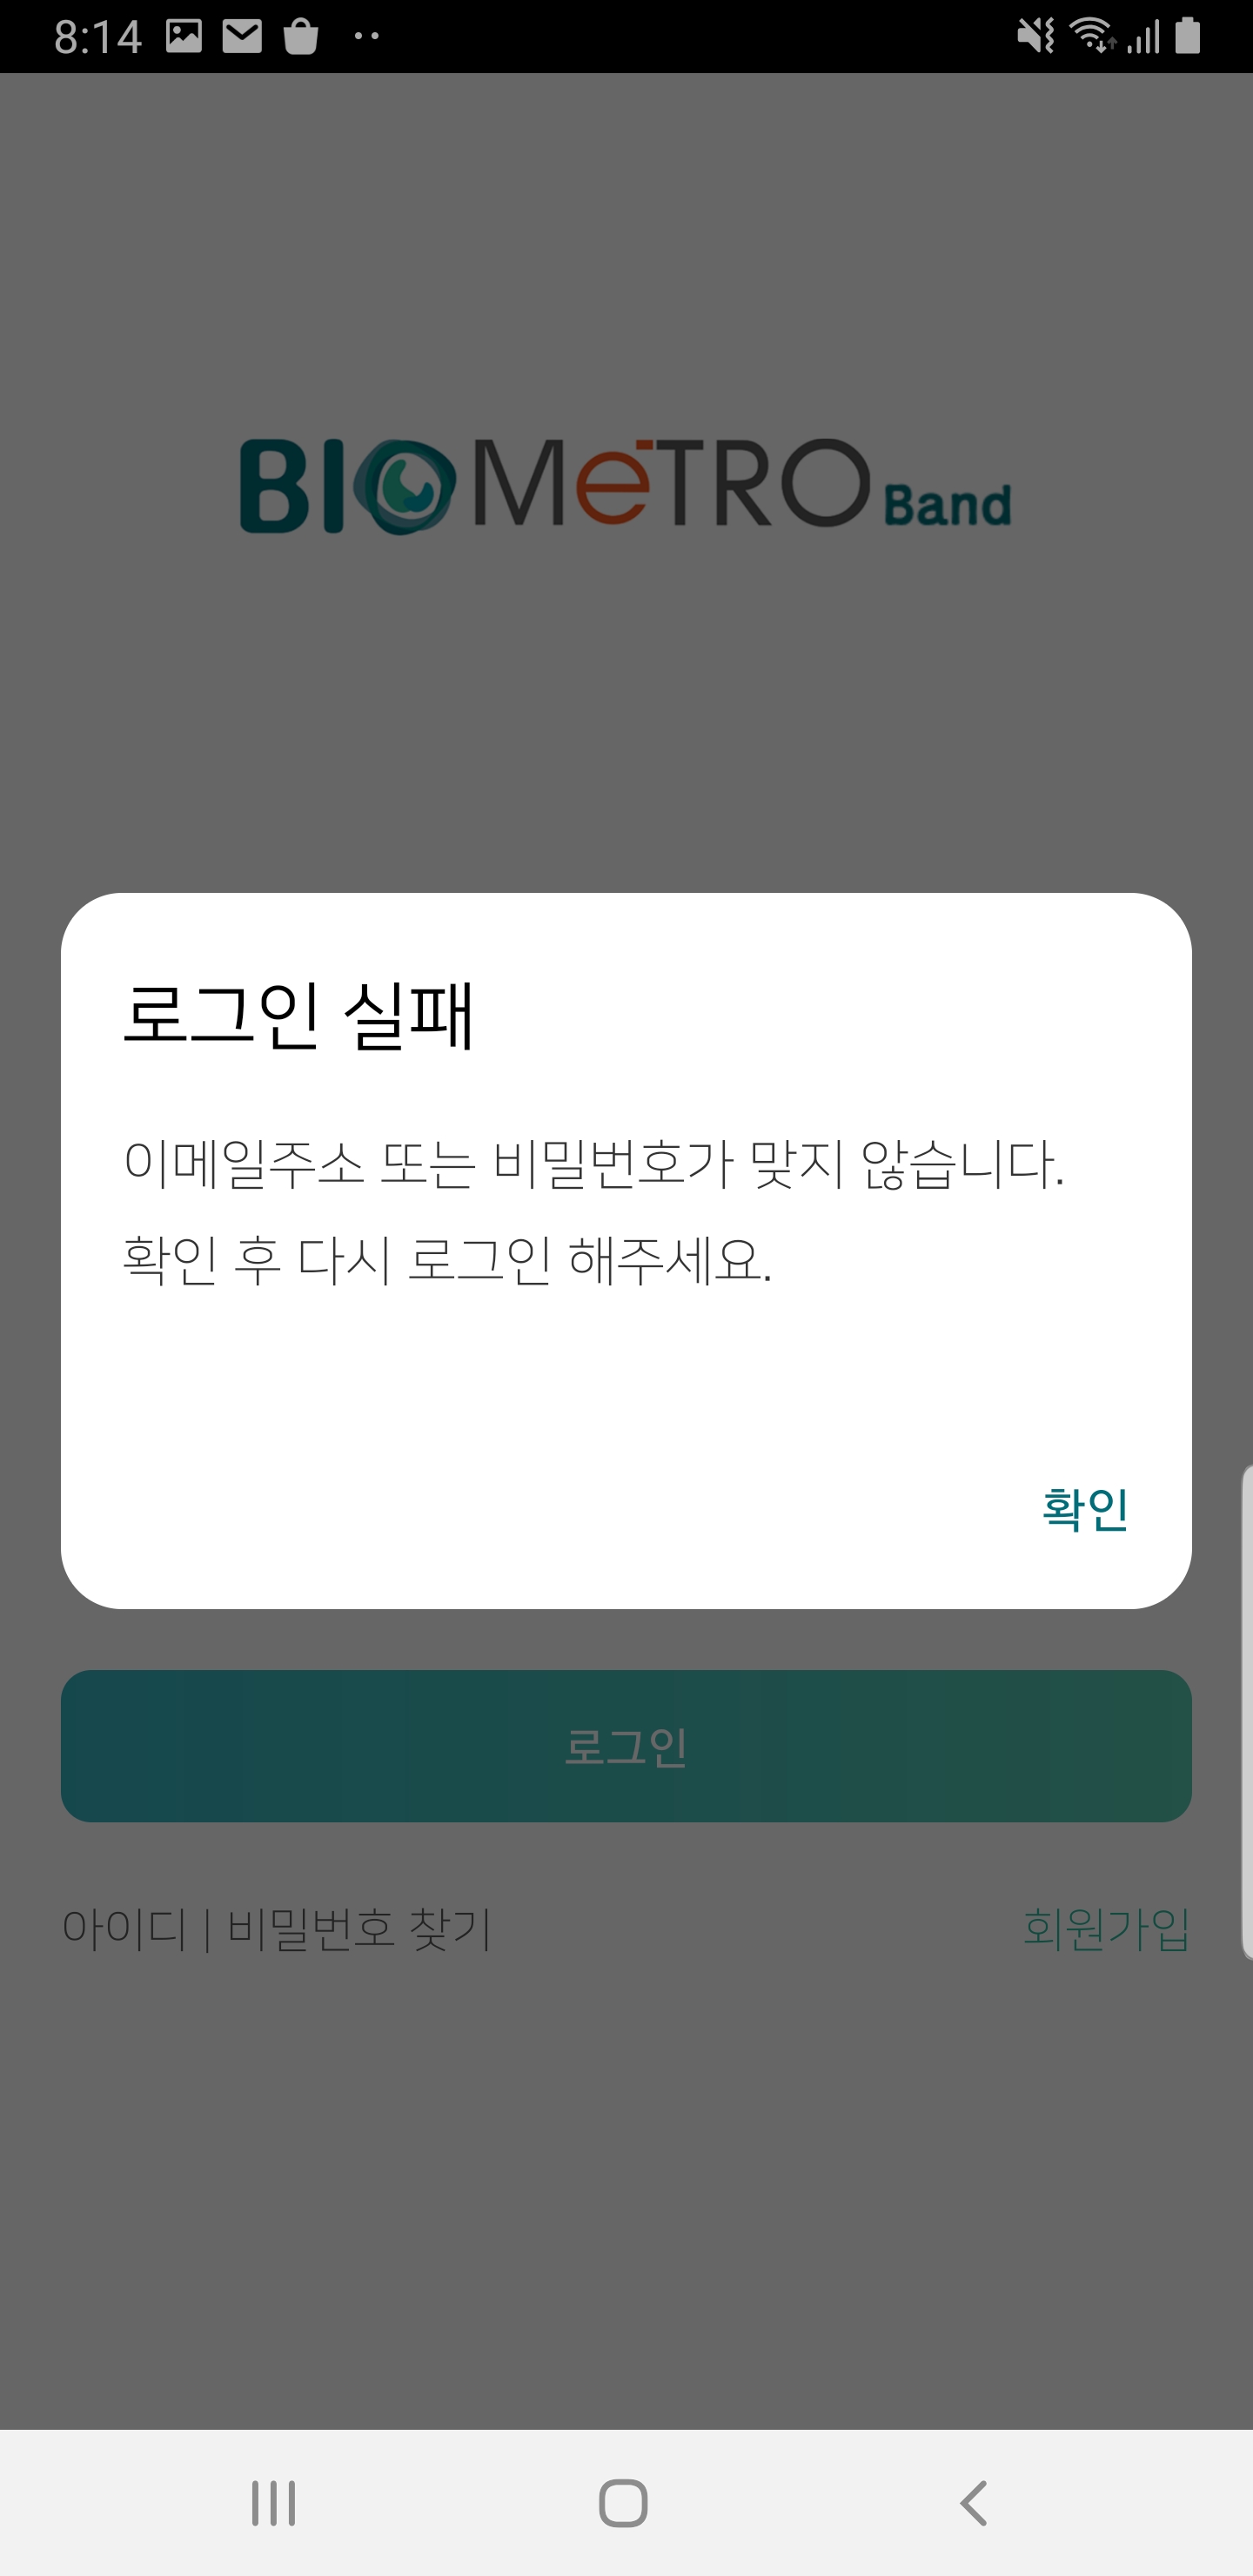 8:14
BIOMeTRO Band
로그인 실패
이메일주소 또는 비밀번호가 맞지 않습니다.
확인 후 다시 로그인 해주세요.
확인
로그인
아이디 | 비밀번호 찾기
회원가입